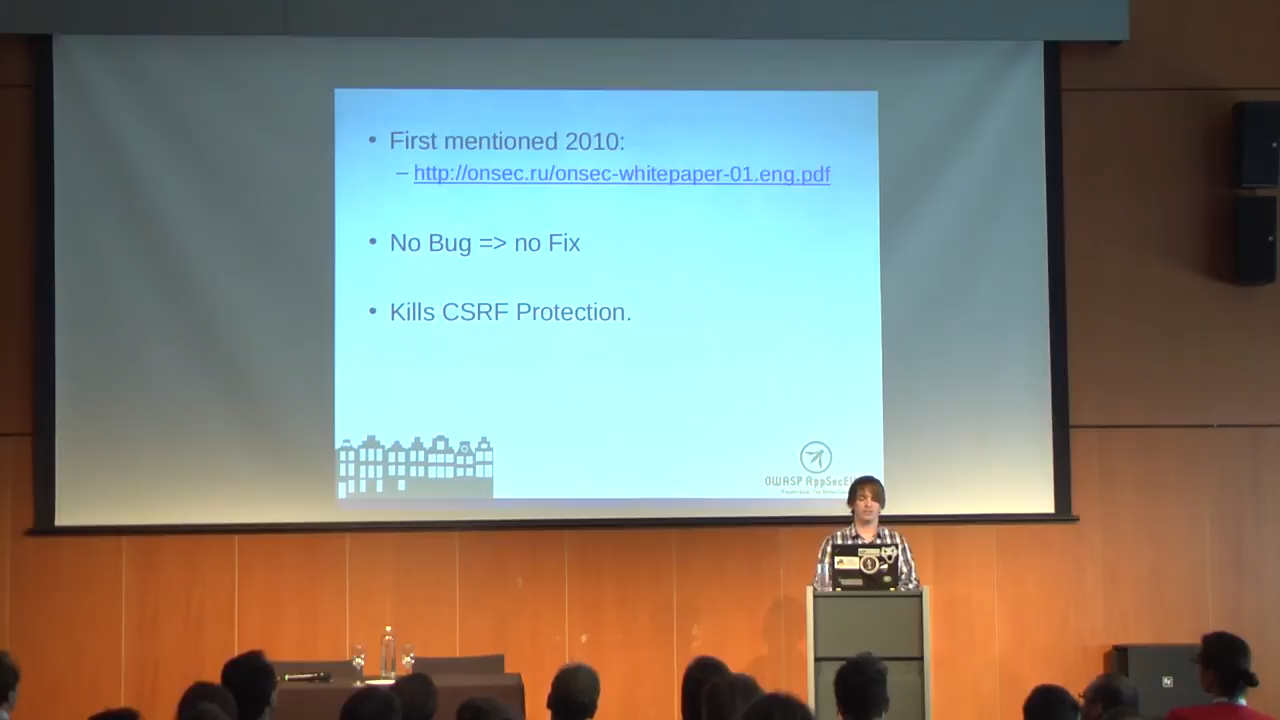 • First mentioned 2010:
– http://onsec.ru/onsec-whitepaper-01.eng.pdf
• No Bug => no Fix
• Kills CSRF Protection.
OWASP